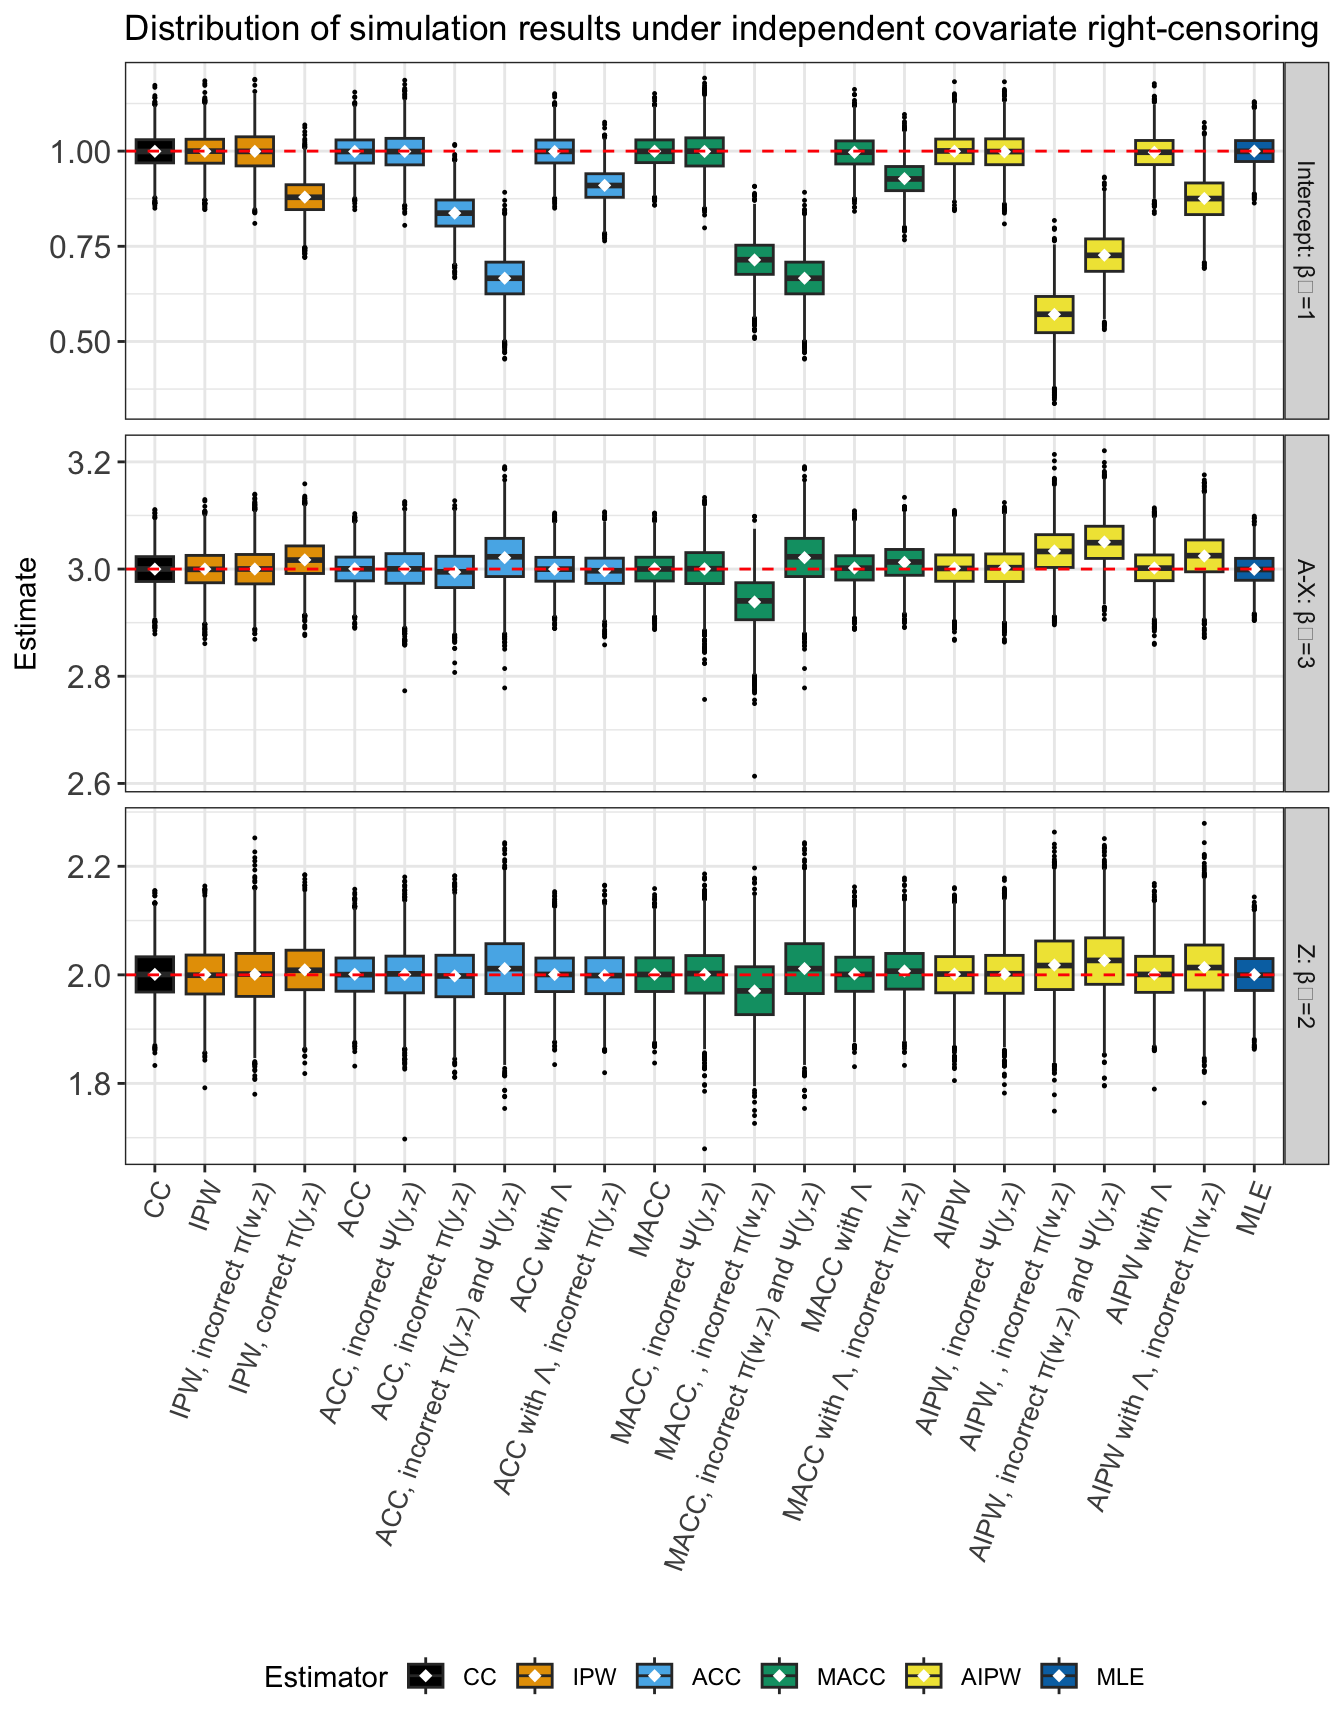 Distribution of simulation results under independent covariate right-censoring
Estimate
1.00
0.75
0.50
Intercept: β□=1
3.2
3.0
2.8
2.6
A-X: β□=3
2.2
2.0
1.8
Z: β□=2
CC
IPW
IPW, incorrect π(w,z)
IPW, correct π(y,z)
ACC
ACC, incorrect Ψ(y,z)
ACC, incorrect π(y,z)
ACC, incorrect π(y,z) and Ψ(y,z)
ACC with Λ
ACC with Λ, incorrect π(y,z)
MACC
MACC, incorrect Ψ(y,z)
MACC, , incorrect π(w,z)
MACC, incorrect π(w,z) and Ψ(y,z)
MACC with Λ
MACC with Λ, incorrect π(w,z)
AIPW
AIPW, incorrect Ψ(y,z)
AIPW, , incorrect π(w,z)
AIPW, incorrect π(w,z) and Ψ(y,z)
AIPW with Λ
AIPW with Λ, incorrect π(w,z)
MLE
Estimator CC IPW ACC MACC AIPW MLE